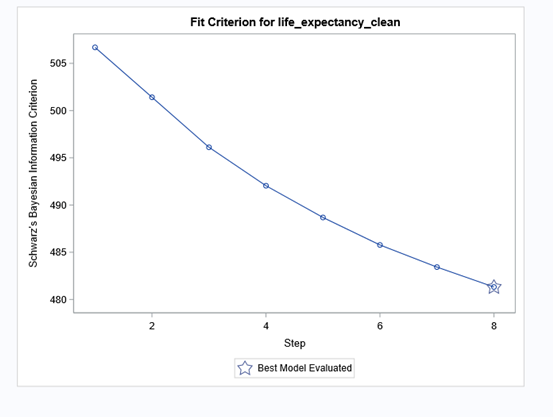 Fit Criterion for life_expectancy_clean
Schwarz's Bayesian Information Criterion
505
500
495
490
485
480
2 4 6 8
Step
Best Model Evaluated